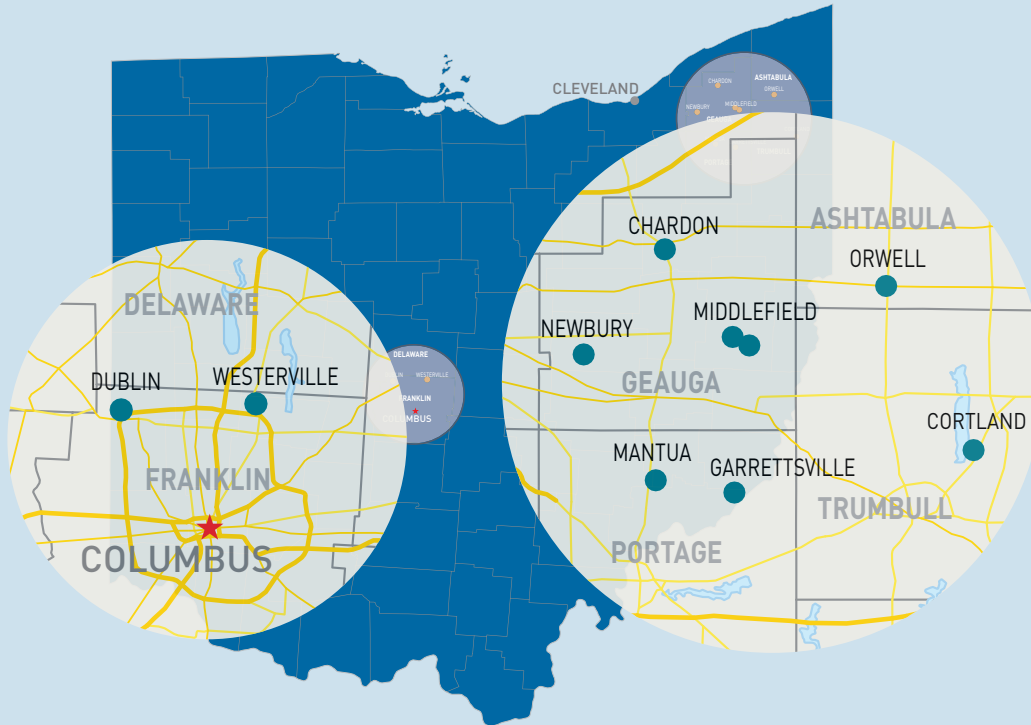 CLEVELAND
CHARDON
ASHTABULA
ORWELL
NEWBURY
MIDDLEFIELD
CHARDON
ASHTABULA
ORWELL
NEWBURY
MIDDLEFIELD
GEAUGA
MANTUA
GARRETTSVILLE
CORTLAND
TRUMBULL
PORTAGE
DELAWARE
DUBLIN
WESTERVILLE
FRANKLIN
COLUMBUS
DELAWARE
WESTERVILLE
FRANKLIN
COLUMBUS